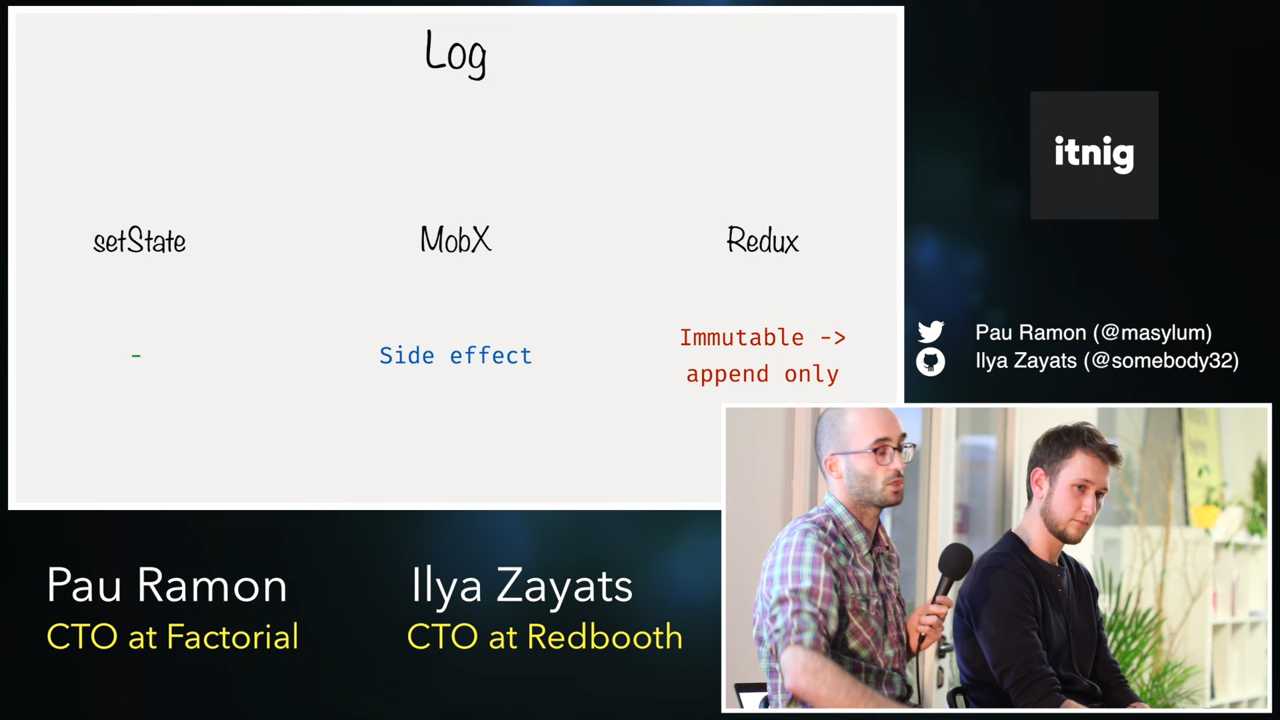 Log
setState
MobX
Redux
-
Side effect
Immutable ->
append only
itnig
Pau Ramon (@masylum)
Ilya Zayats (@somebody32)
Pau Ramon
CTO at Factorial
Ilya Zayats
CTO at Redbooth